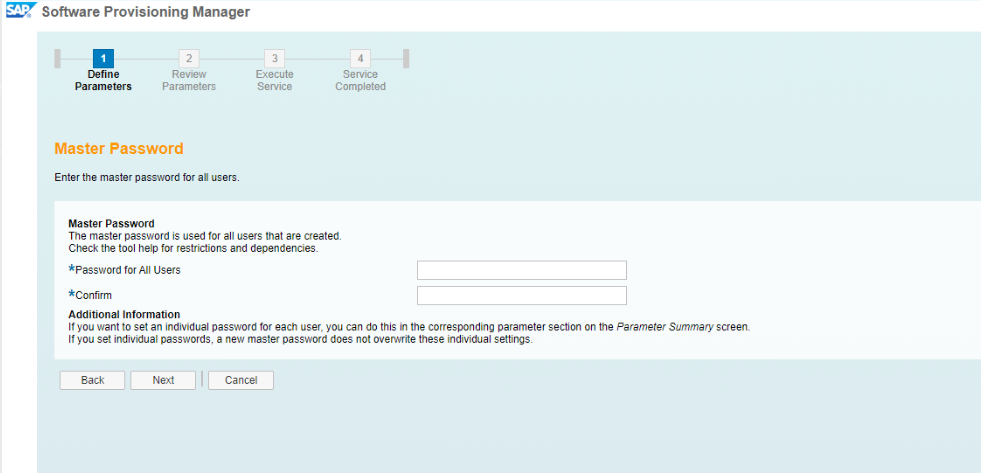 SAP Software Provisioning Manager
1 2 3 4
Define Review Execute Service
Parameters Parameters Service Completed
Master Password
Enter the master password for all users.
Master Password
The master password is used for all users that are created.
Check the tool help for restrictions and dependencies.
*Password for All Users
*Confirm
Additional Information
If you want to set an individual password for each user, you can do this in the corresponding parameter section on the Parameter Summary screen.
If you set individual passwords, a new master password does not overwrite these individual settings.
Back Next Cancel